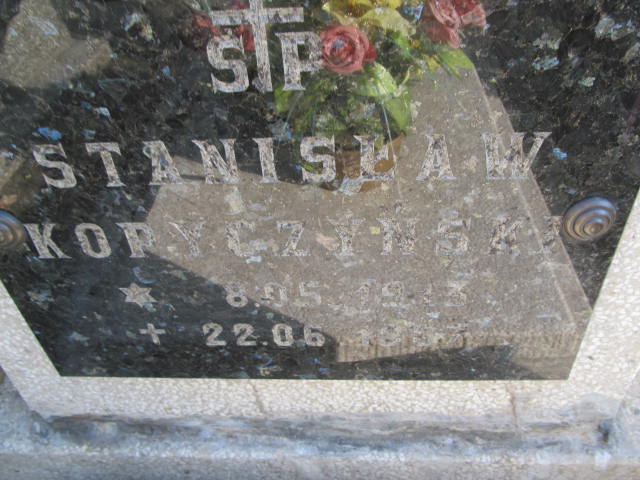 ŚP
STANISŁAW
KOPYCZYŃSKI
8.05.1913
22.06.